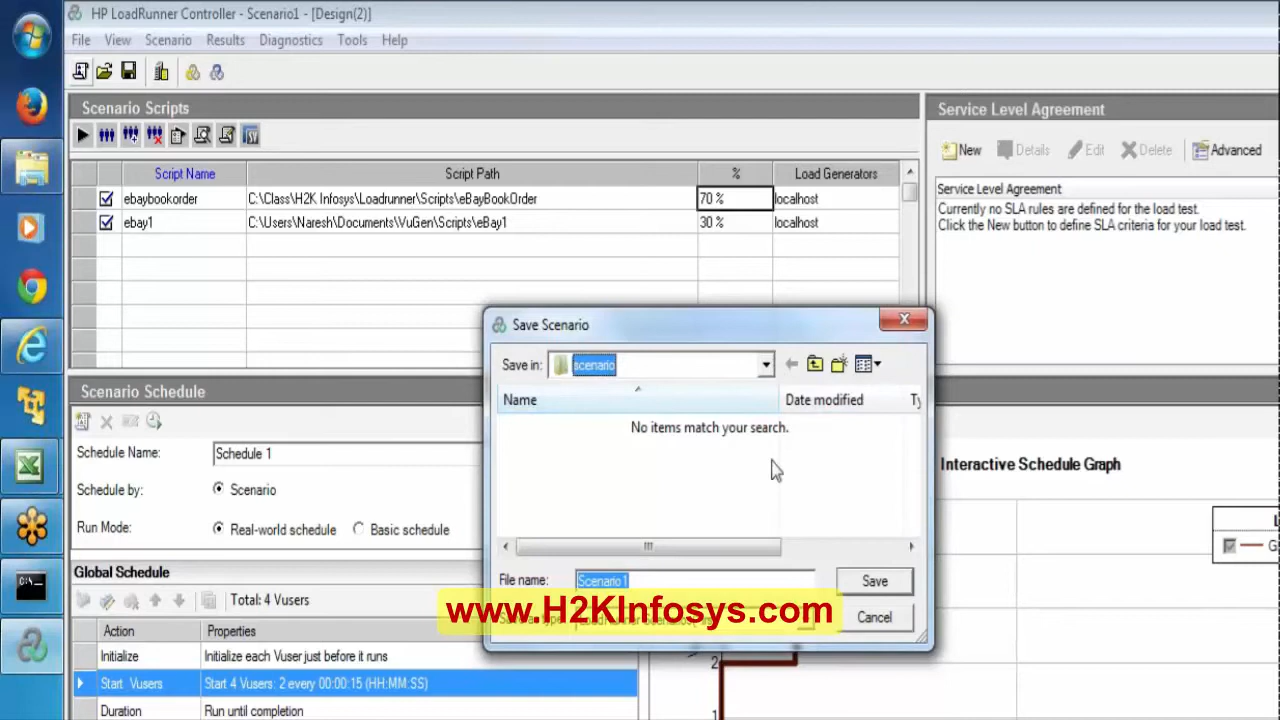 HP LoadRunner Controller - Scenario1 - [Design(2)]
File View Scenario Results Diagnostics Tools Help
Scenario Scripts
Script Name Script Path % Load Generators
ebaybookorder C:\Class\H2K Infosys\Loadrunner\Scripts\eBayBookOrder 70 % localhost
ebay1 C:\Users\Naresh\Documents\VuGen\Scripts\eBay1 30 % localhost
Service Level Agreement
New Details Edit Delete Advanced
Service Level Agreement
Currently no SLA rules are defined for the load test.
Click the New button to define SLA criteria for your load test.
Save Scenario
Save in: scenario
Name Date modified Ty
No items match your search.
File name: Scenario1 Save
Cancel
www.H2KInfosys.com
Scenario Schedule
Schedule Name: Schedule 1
Schedule by: Scenario
Run Mode: Real-world schedule Basic schedule
Global Schedule
Total: 4 Vusers
Action Properties
Initialize Initialize each Vuser just before it runs
Start Vusers Start 4 Vusers: 2 every 00:00:15 (HH:MM:SS)
Duration Run until completion
Interactive Schedule Graph
2
1